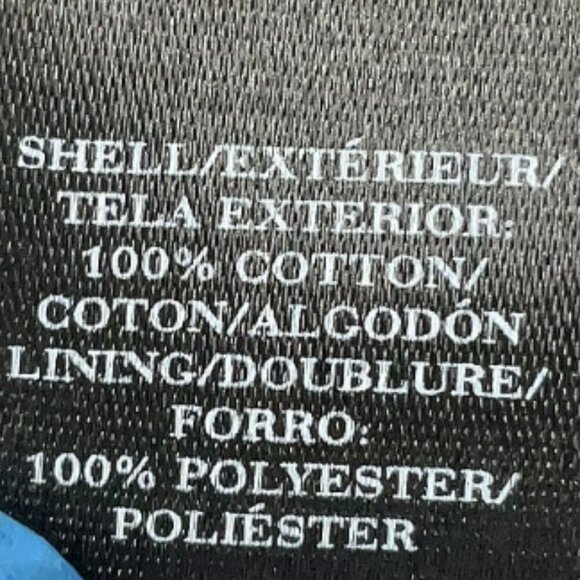 SHELL/EXTÉRIEUR/
TELA EXTERIOR:
100% COTTON/
COTON/ALGODÓN
LINING/DOUBLURE/
FORRO:
100% POLYESTER/
POLIÉSTER